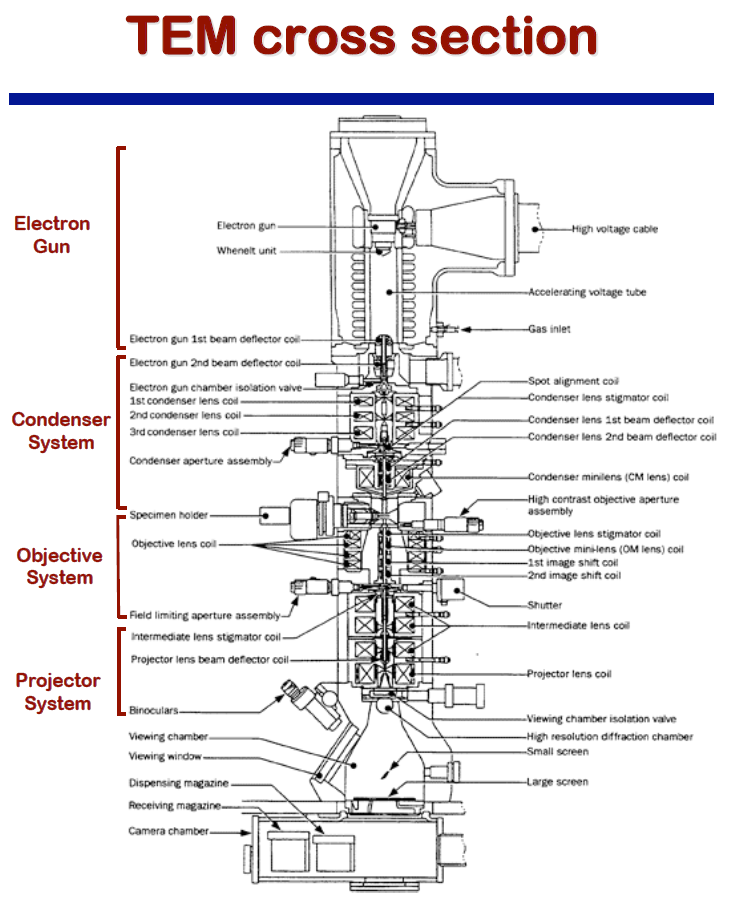 TEM cross section
Electron
Gun
Condenser
System
Objective
System
Projector
System
Electron gun
Whenelt unit
Electron gun 1st beam deflector coil
Electron gun 2nd beam deflector coil
Electron gun chamber isolation valve
1st condenser lens coil
2nd condenser lens coil
3rd condenser lens coil
Condenser aperture assembly
Specimen holder
Objective lens coil
Field limiting aperture assembly
Intermediate lens stigmator coil
Projector lens beam deflector coil
Binoculars
Viewing chamber
Viewing window
Dispensing magazine
Receiving magazine
Camera chamber
High voltage cable
Accelerating voltage tube
Gas inlet
Spot alignment coil
Condenser lens stigmator coil
Condenser lens 1st beam deflector coil
Condenser lens 2nd beam deflector coil
Condenser minilens (CM lens) coil
High contrast objective aperture
assembly
Objective lens stigmator coil
Objective mini-lens (OM lens) coil
1st image shift coil
2nd image shift coil
Shutter
Intermediate lens coil
Projector lens coil
Viewing chamber isolation valve
High resolution diffraction chamber
Small screen
Large screen